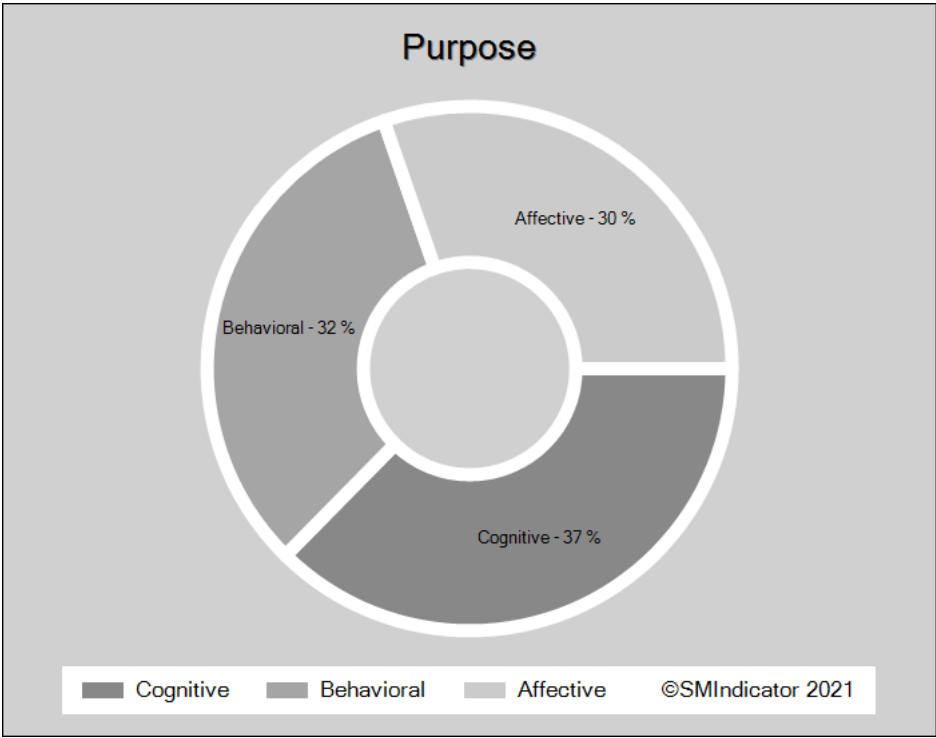 Purpose
Affective - 30 %
Behavioral - 32 %
Cognitive - 37 %
Cognitive Behavioral Affective ©SMIndicator 2021